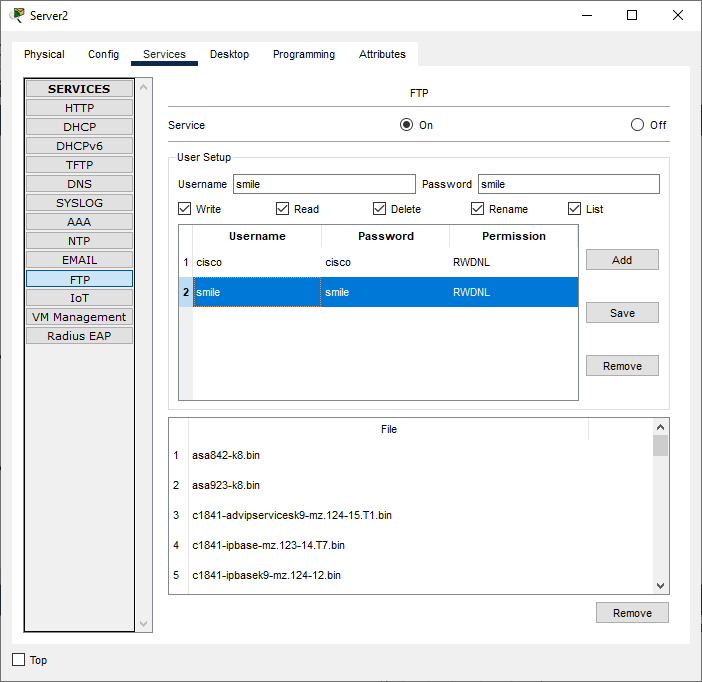 Server2
Physical Config Services Desktop Programming Attributes
SERVICES
HTTP
DHCP
DHCPv6
TFTP
DNS
SYSLOG
AAA
NTP
EMAIL
FTP
IoT
VM Management
Radius EAP
FTP
Service On Off
User Setup
Username smile Password smile
Write Read Delete Rename List
Username Password Permission
1 cisco cisco RWDNL
2 smile smile RWDNL
Add
Save
Remove
File
1 asa842-k8.bin
2 asa923-k8.bin
3 c1841-advipservicesk9-mz.124-15.T1.bin
4 c1841-ipbase-mz.123-14.T7.bin
5 c1841-ipbasek9-mz.124-12.bin
Remove
Top